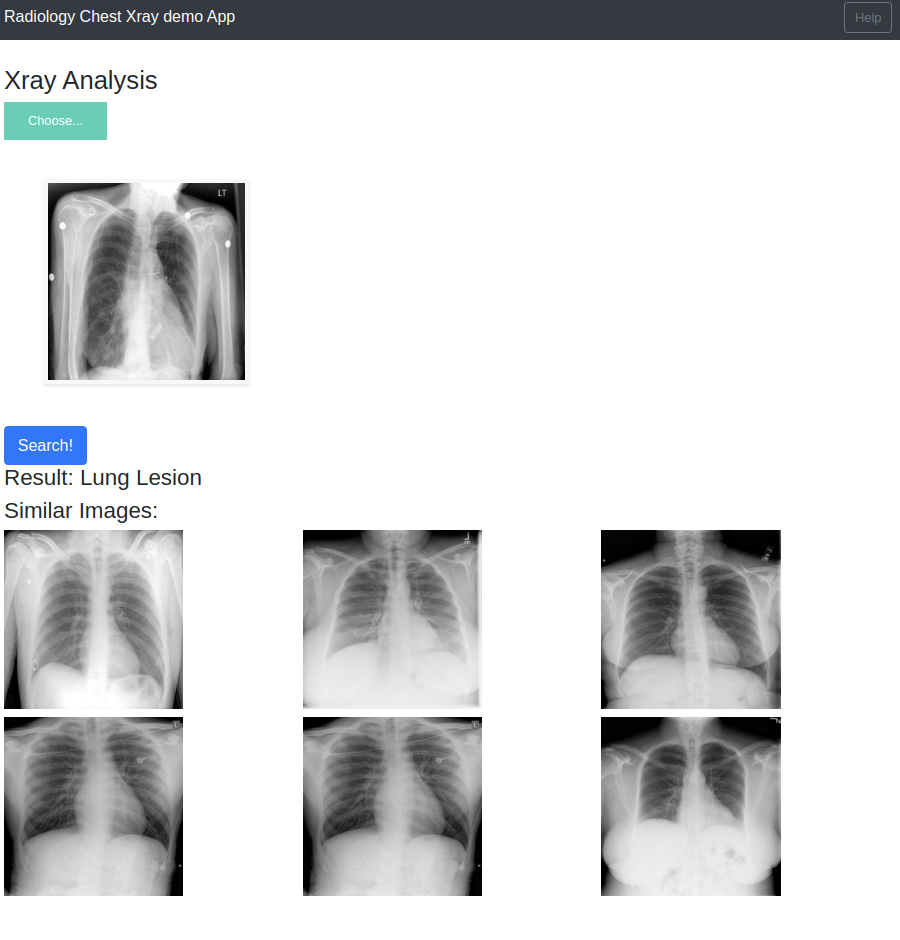 Radiology Chest Xray demo App
Help
Xray Analysis
Choose...
LT
Search!
Result: Lung Lesion
Similar Images: